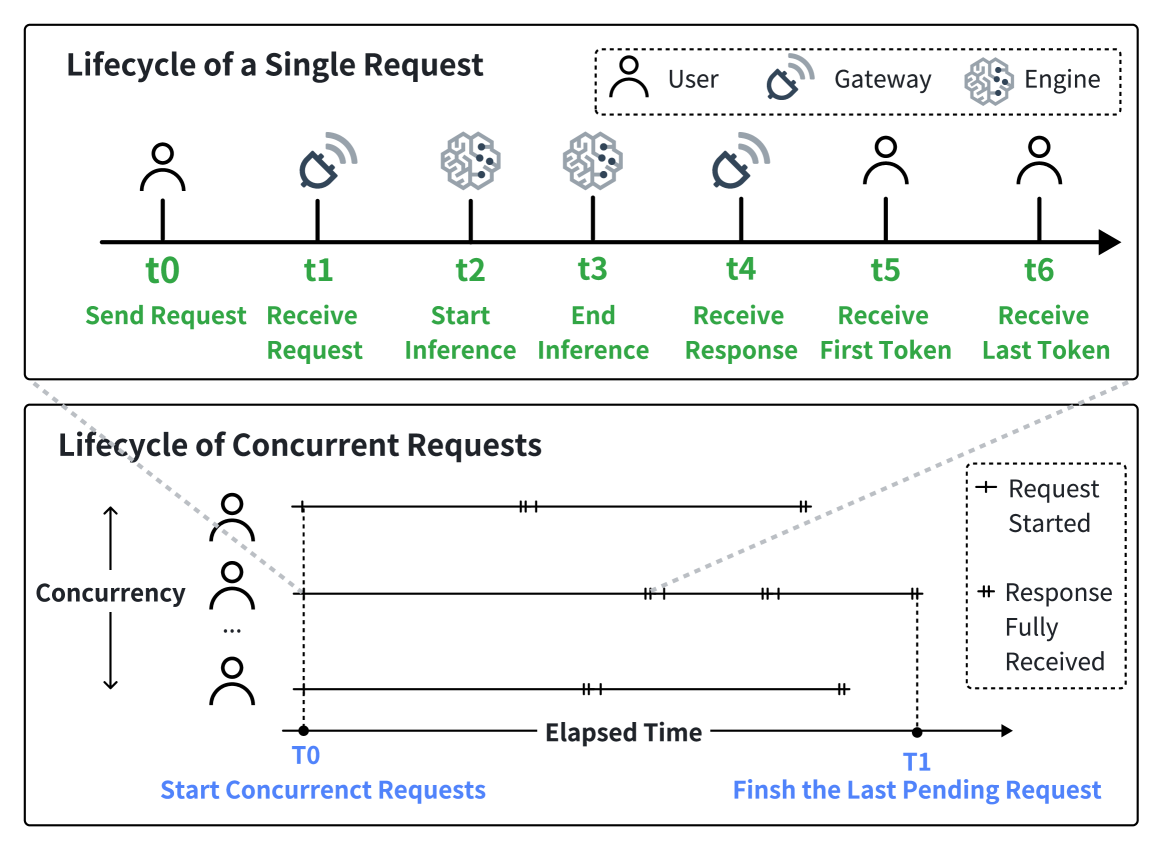 Lifecycle of a Single Request
User
Gateway
Engine
t0
t1
t2
t3
t4
t5
t6
Send Request
Receive
Request
Start
Inference
End
Inference
Receive
Response
Receive
First Token
Receive
Last Token
Lifecycle of Concurrent Requests
Request
Started
Response
Fully
Received
Concurrency
...
Elapsed Time
T0
Start Concurrenct Requests
T1
Finsh the Last Pending Request